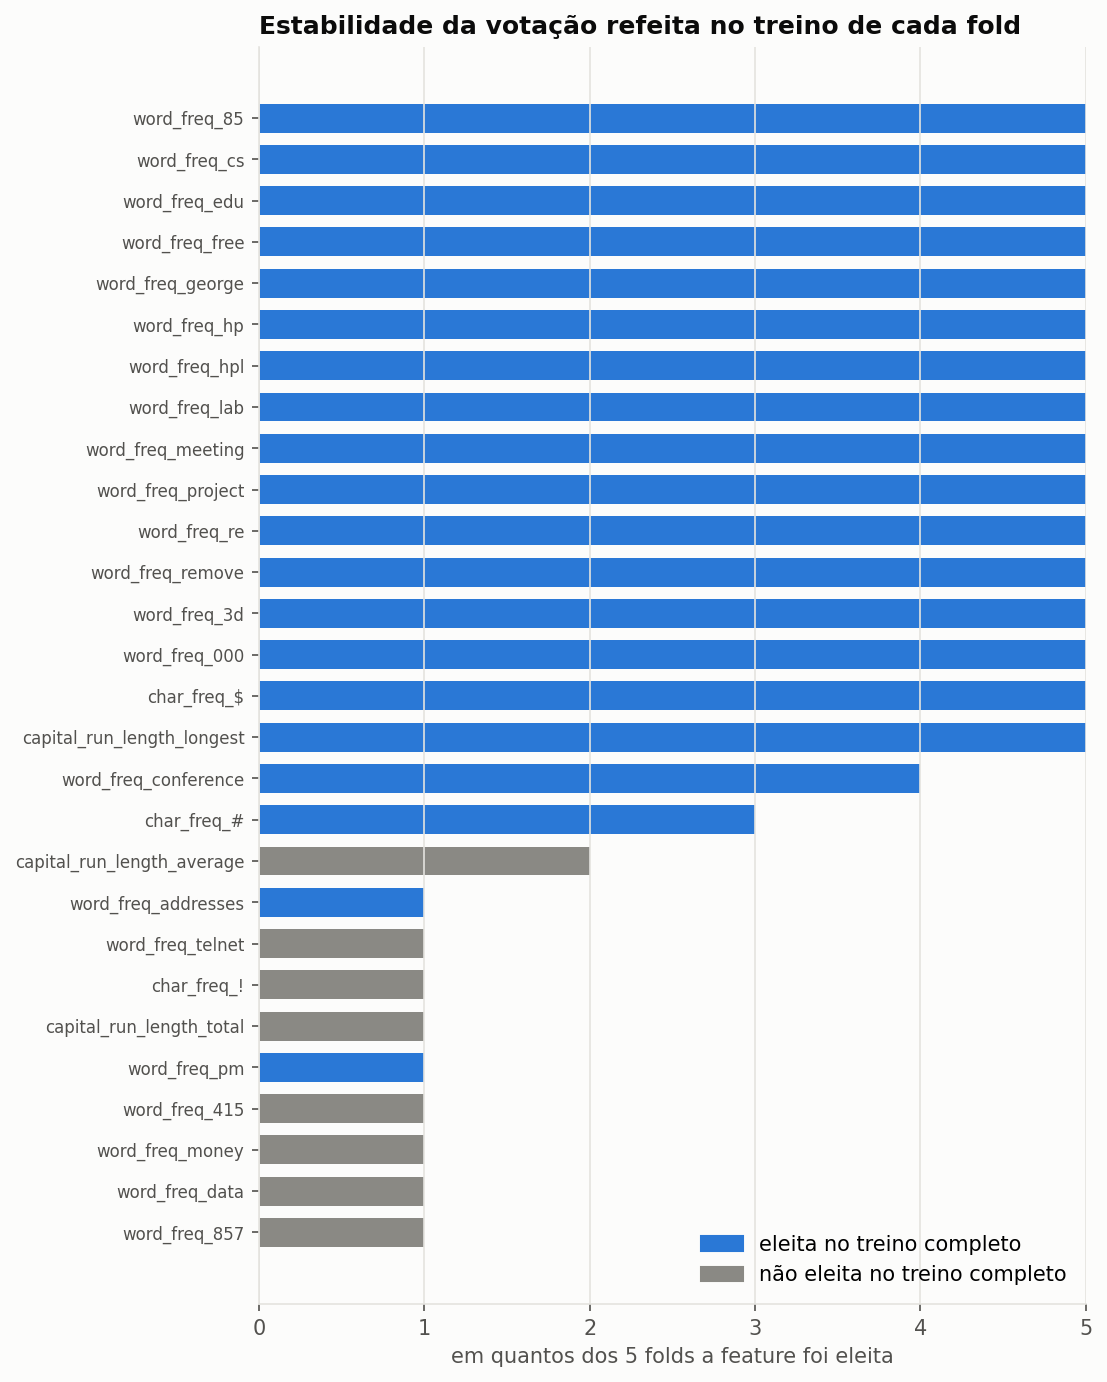 Estabilidade da votação refeita no treino de cada fold
word_freq_85
word_freq_cs
word_freq_edu
word_freq_free
word_freq_george
word_freq_hp
word_freq_hpl
word_freq_lab
word_freq_meeting
word_freq_project
word_freq_re
word_freq_remove
word_freq_3d
word_freq_000
char_freq_$
capital_run_length_longest
word_freq_conference
char_freq_#
capital_run_length_average
word_freq_addresses
word_freq_telnet
char_freq_!
capital_run_length_total
word_freq_pm
word_freq_415
word_freq_money
word_freq_data
word_freq_857
eleita no treino completo
não eleita no treino completo
0 1 2 3 4 5
em quantos dos 5 folds a feature foi eleita